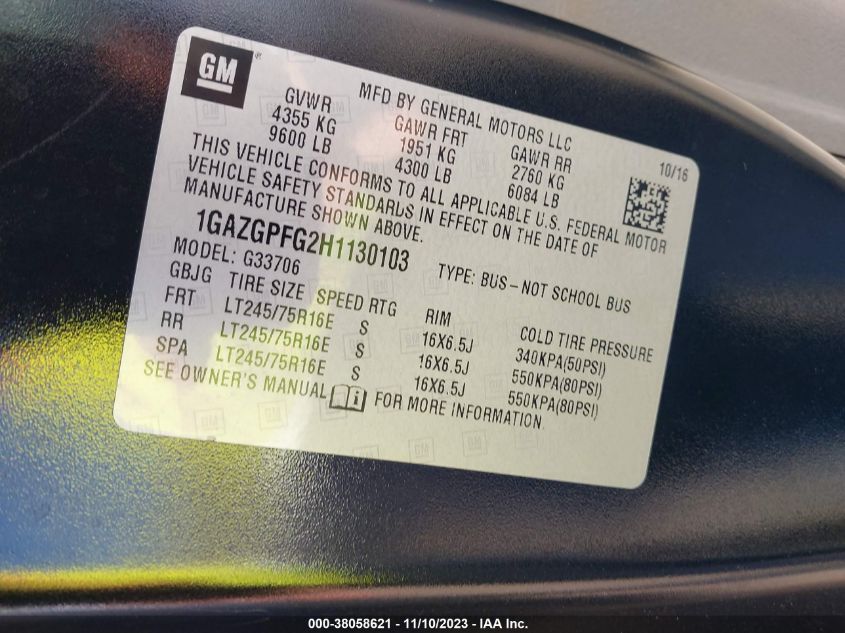 GM
MFD BY GENERAL MOTORS LLC
10/16
GVWR GAWR FRT GAWR RR
4355 KG 1951 KG 2760 KG
9600 LB 4300 LB 6084 LB
THIS VEHICLE CONFORMS TO ALL APPLICABLE U.S. FEDERAL MOTOR
VEHICLE SAFETY STANDARDS IN EFFECT ON THE DATE OF
MANUFACTURE SHOWN ABOVE.
1GAZGPFG2H1130103 TYPE: BUS-NOT SCHOOL BUS
MODEL: G33706
GBJG TIRE SIZE SPEED RTG RIM COLD TIRE PRESSURE
FRT LT245/75R16E S 16X6.5J 340KPA(50PSI)
RR LT245/75R16E S 16X6.5J 550KPA(80PSI)
SPA LT245/75R16E S 16X6.5J 550KPA(80PSI)
SEE OWNER'S MANUAL FOR MORE INFORMATION.
000-38058621 - 11/10/2023 - IAA Inc.